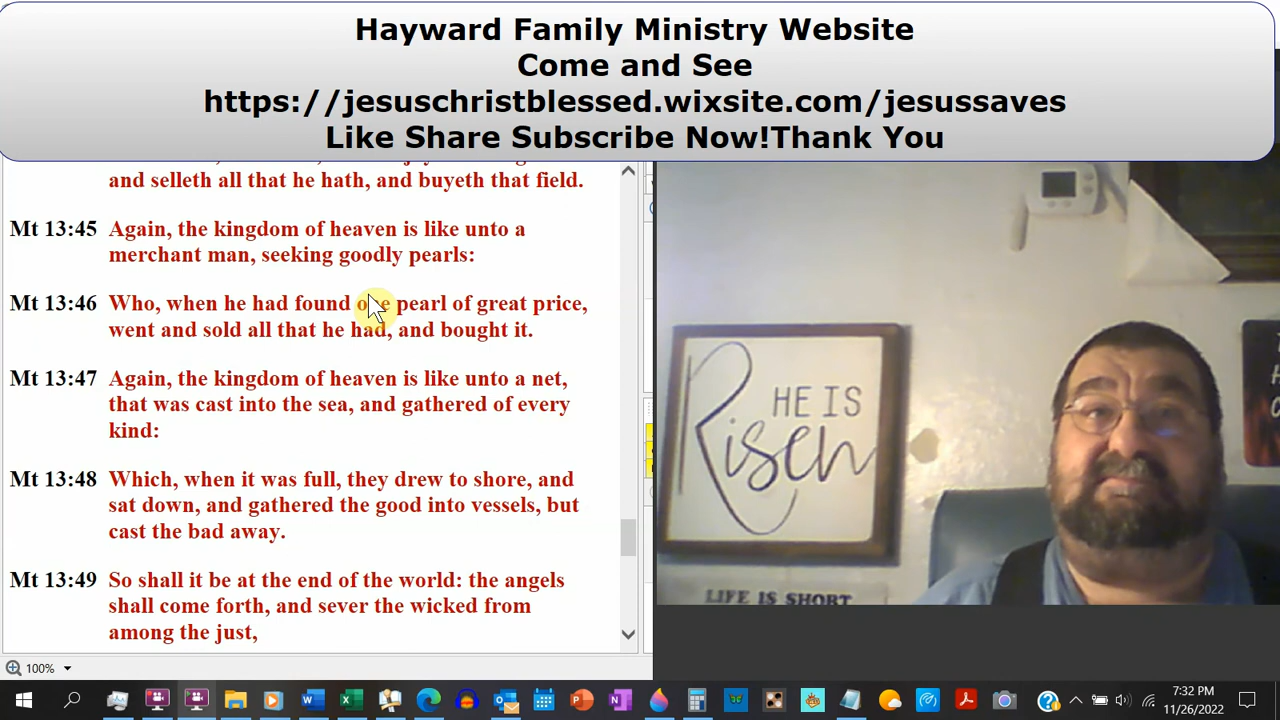 Hayward Family Ministry Website
Come and See
https://jesuschristblessed.wixsite.com/jesussaves
Like Share Subscribe Now!Thank You
and selleth all that he hath, and buyeth that field.
Mt 13:45 Again, the kingdom of heaven is like unto a
merchant man, seeking goodly pearls:
Mt 13:46 Who, when he had found one pearl of great price,
went and sold all that he had, and bought it.
Mt 13:47 Again, the kingdom of heaven is like unto a net,
that was cast into the sea, and gathered of every
kind:
Mt 13:48 Which, when it was full, they drew to shore, and
sat down, and gathered the good into vessels, but
cast the bad away.
Mt 13:49 So shall it be at the end of the world: the angels
shall come forth, and sever the wicked from
among the just,
HE IS
Risen
LIFE IS SHORT
100%
7:32 PM
11/26/2022